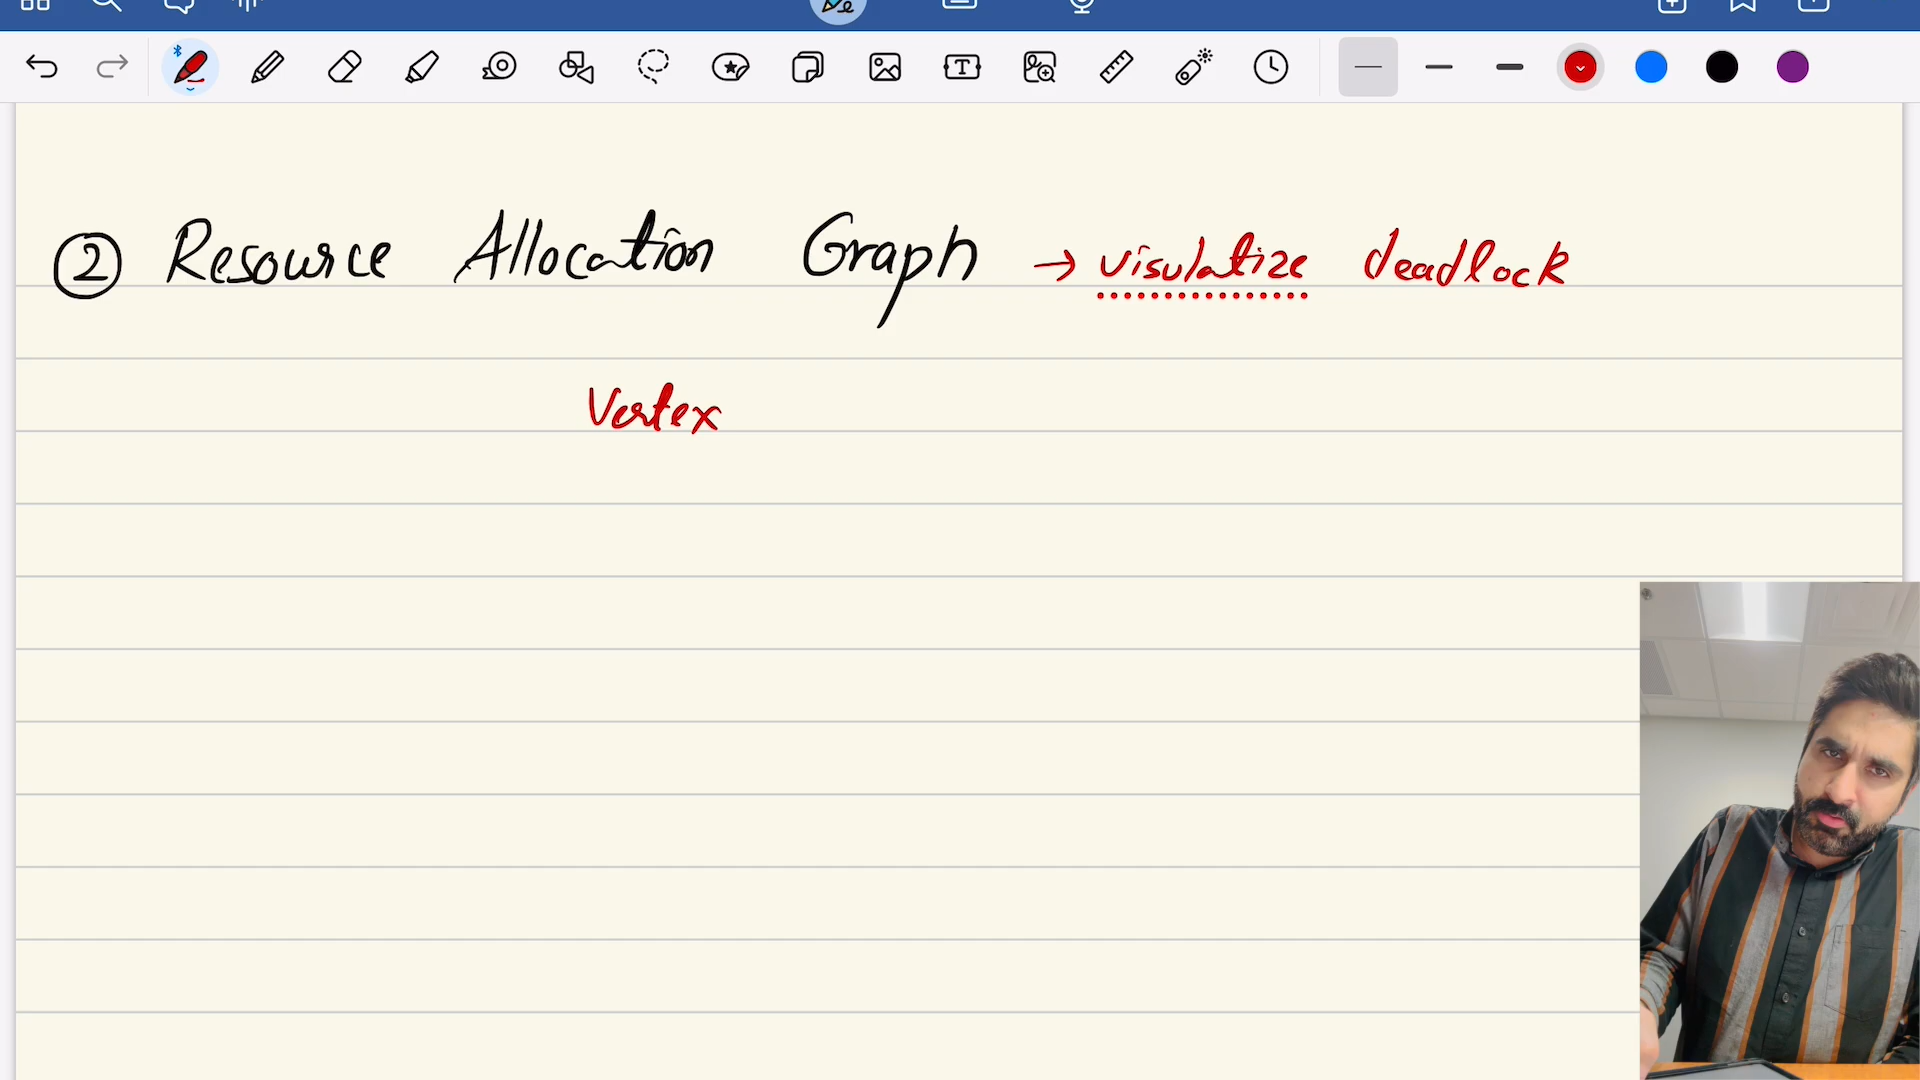 ② Resource Allocation Graph → visulatize deadlock
Vertex